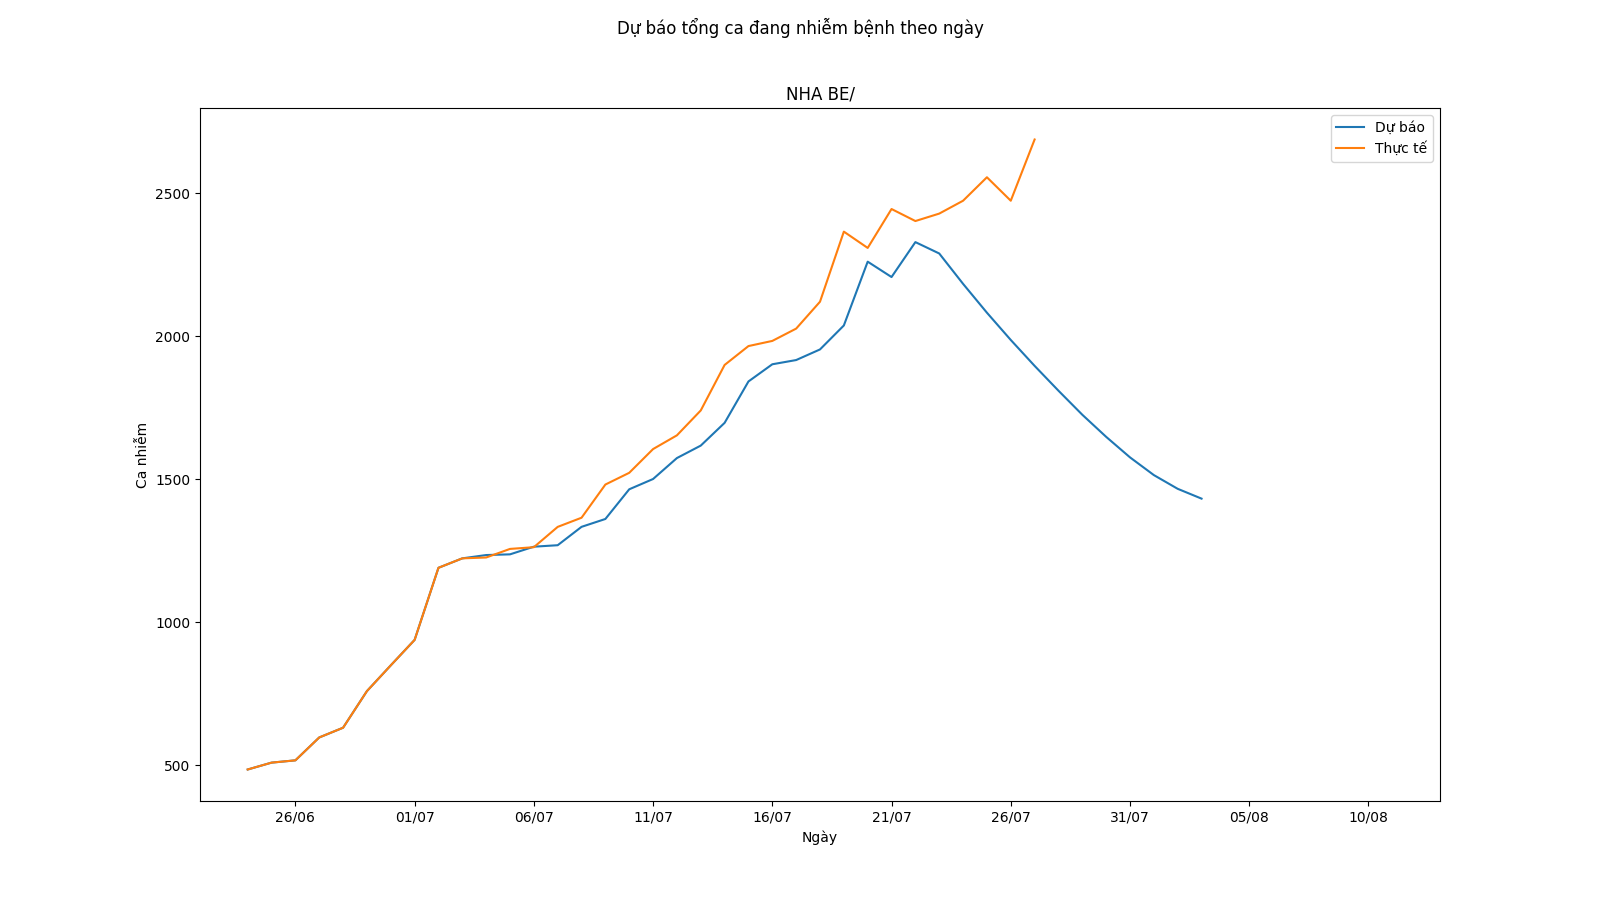 Dự báo tổng ca đang nhiễm bệnh theo ngày
NHA BE/
Dự báo
Thực tế
Ca nhiễm
2500
2000
1500
1000
500
26/06 01/07 06/07 11/07 16/07 21/07 26/07 31/07 05/08 10/08
Ngày